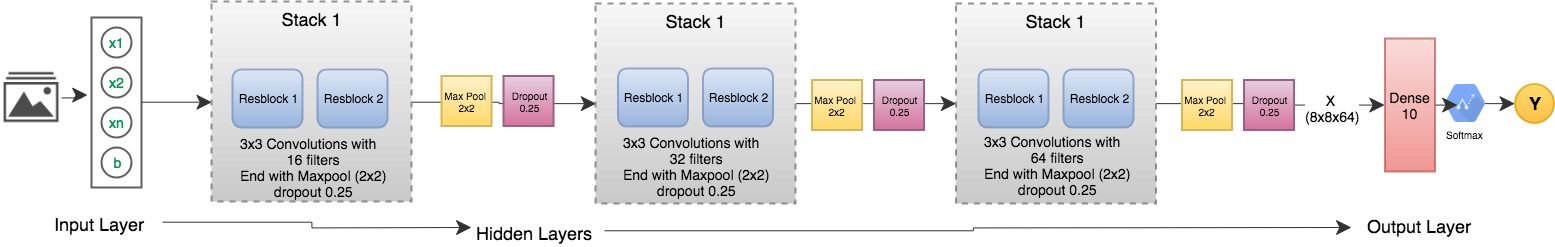 x1
x2
xn
b
Stack 1
Resblock 1
Resblock 2
3x3 Convolutions with
16 filters
End with Maxpool (2x2)
dropout 0.25
Max Pool
2x2
Dropout
0.25
Stack 1
Resblock 1
Resblock 2
3x3 Convolutions with
32 filters
End with Maxpool (2x2)
dropout 0.25
Max Pool
2x2
Dropout
0.25
Stack 1
Resblock 1
Resblock 2
3x3 Convolutions with
64 filters
End with Maxpool (2x2)
dropout 0.25
Max Pool
2x2
Dropout
0.25
X
(8x8x64)
Dense
10
Softmax
Y
Input Layer
Hidden Layers
Output Layer